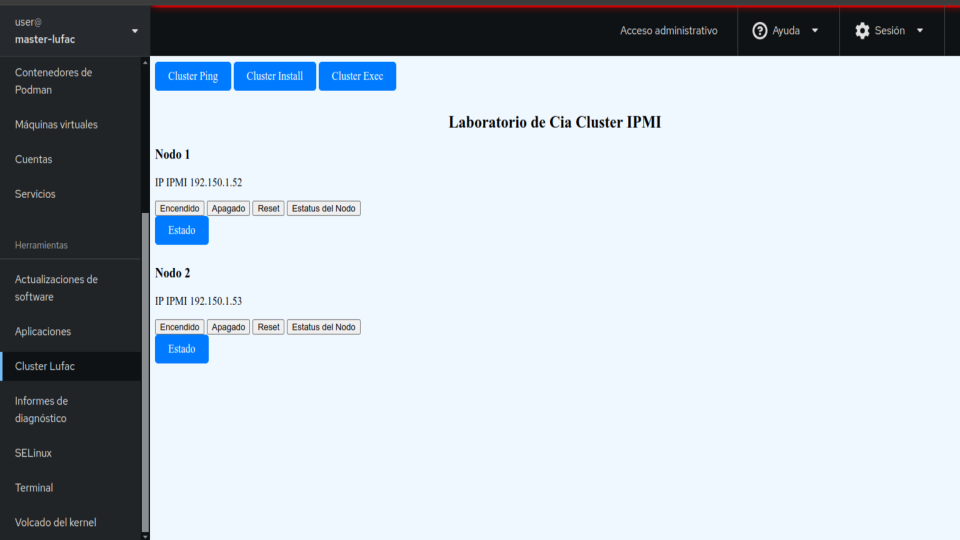 user@
master-lufac
Acceso administrativo
Ayuda
Sesión
Contenedores de
Podman
Máquinas virtuales
Cuentas
Servicios
Herramientas
Actualizaciones de
software
Aplicaciones
Cluster Lufac
Informes de
diagnóstico
SELinux
Terminal
Volcado del kernel
Cluster Ping Cluster Install Cluster Exec
Laboratorio de Cia Cluster IPMI
Nodo 1
IP IPMI 192.150.1.52
Encendido Apagado Reset Estatus del Nodo
Estado
Nodo 2
IP IPMI 192.150.1.53
Encendido Apagado Reset Estatus del Nodo
Estado